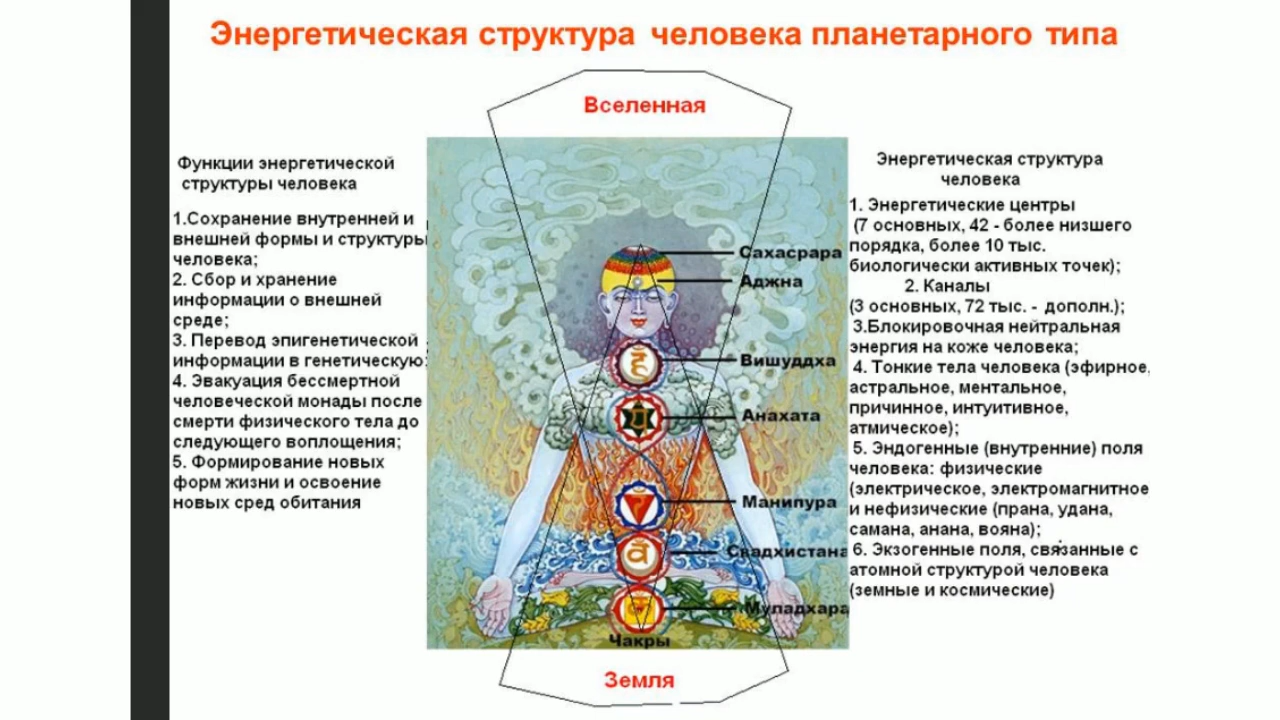 Энергетическая структура человека планетарного типа
Вселенная
Функции энергетической
структуры человека
1.Сохранение внутренней и
внешней формы и структуры
человека;
2. Сбор и хранение
информации о внешней
среде;
3. Перевод эпигенетической
информации в генетическую;
4. Эвакуация бессмертной
человеческой монады после
смерти физического тела до
следующего воплощения;
5. Формирование новых
форм жизни и освоение
новых сред обитания
Сахасрара
Аджна
Вишуддха
Анахата
Манипура
Свадхистана
Муладхара
Чакры
Земля
Энергетическая структура
человека
1. Энергетические центры
(7 основных, 42 - более низшего
порядка, более 10 тыс.
биологически активных точек);
2. Каналы
(3 основных, 72 тыс. - дополн.);
3.Блокировочная нейтральная
энергия на коже человека;
4. Тонкие тела человека (эфирное,
астральное, ментальное,
причинное, интуитивное,
атмическое);
5. Эндогенные (внутренние) поля
человека: физические
(электрическое, электромагнитное
и нефизические (прана, удана,
самана, анана, вояна);
6. Экзогенные поля, связанные с
атомной структурой человека
(земные и космические)